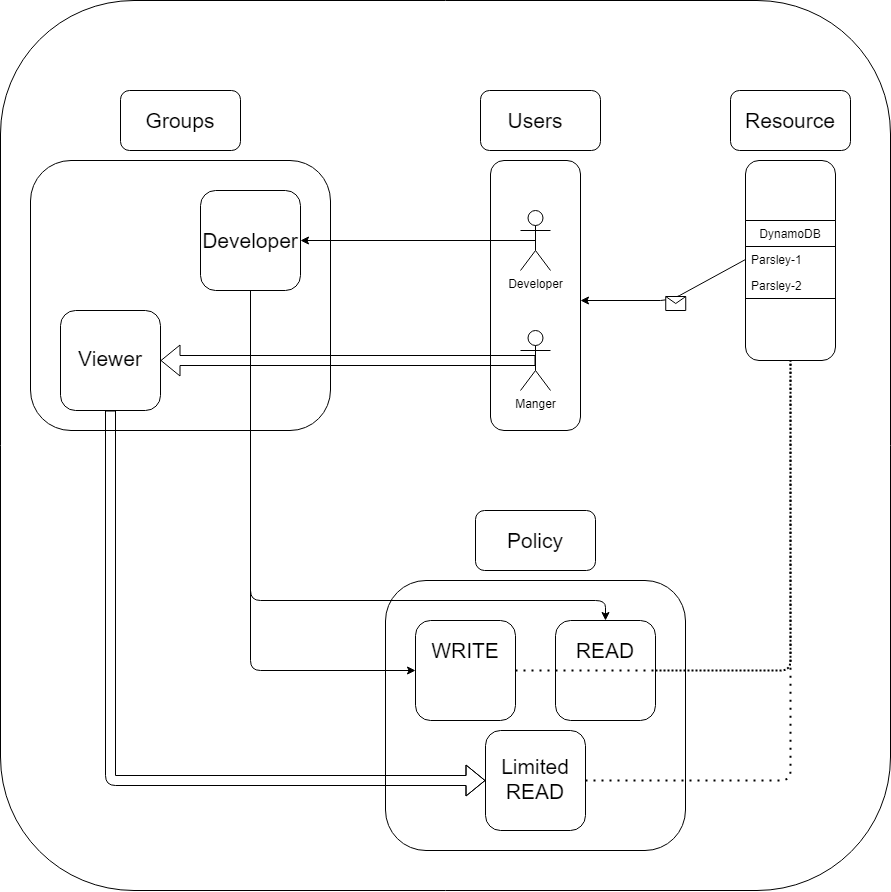 Groups
Users
Resource
Developer
Viewer
Developer
Manger
DynamoDB
Parsley-1
Parsley-2
Policy
WRITE
READ
Limited
READ